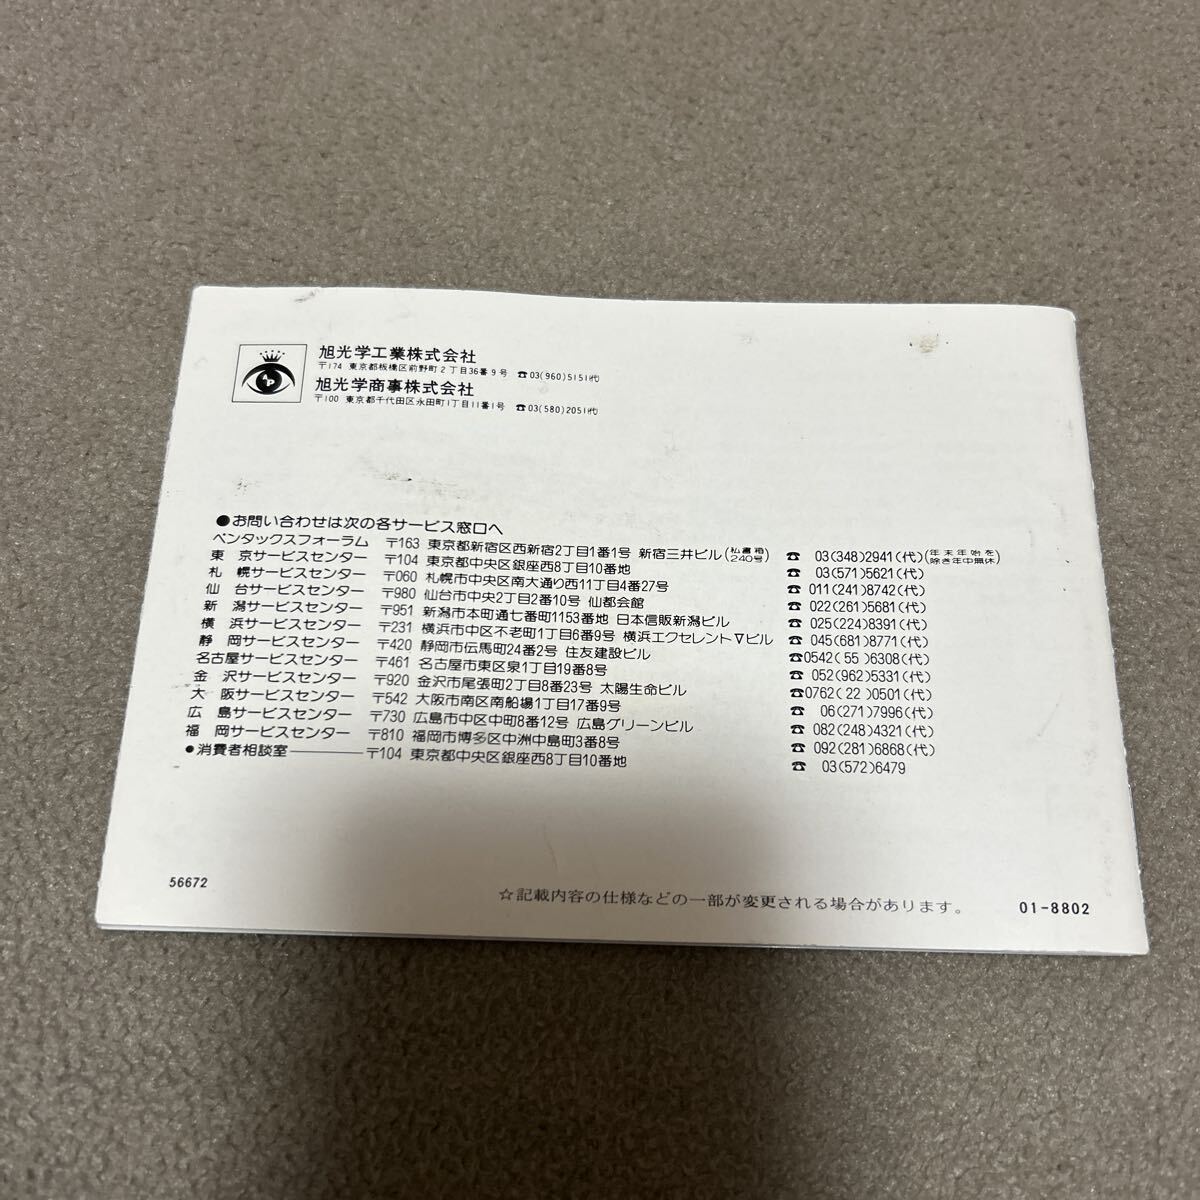 AP
旭光学工業株式会社
〒174 東京都板橋区前野町2丁目36番9号 ☎03(960)5151(代)
旭光学商事株式会社
〒100 東京都千代田区永田町1丁目11番1号 ☎03(580)2051(代)
●お問い合わせは次の各サービス窓口へ
ペンタックスフォーラム 〒163 東京都新宿区西新宿2丁目1番1号 新宿三井ビル(私書箱240号) ☎ 03(348)2941(代)(年末年始を除き年中無休)
東京サービスセンター 〒104 東京都中央区銀座西8丁目10番地 ☎ 03(571)5621(代)
札幌サービスセンター 〒060 札幌市中央区南大通り西11丁目4番27号 ☎ 011(241)8742(代)
仙台サービスセンター 〒980 仙台市中央2丁目2番10号 仙都会館 ☎ 022(261)5681(代)
新潟サービスセンター 〒951 新潟市本町通七番町1153番地 日本信販新潟ビル ☎ 025(224)8391(代)
横浜サービスセンター 〒231 横浜市中区不老町1丁目6番9号 横浜エクセレントⅤビル ☎ 045(681)8771(代)
静岡サービスセンター 〒420 静岡市伝馬町24番2号 住友建設ビル ☎0542(55)6308(代)
名古屋サービスセンター 〒461 名古屋市東区泉1丁目19番8号 ☎ 052(962)5331(代)
金沢サービスセンター 〒920 金沢市尾張町2丁目8番23号 太陽生命ビル ☎0762(22)0501(代)
大阪サービスセンター 〒542 大阪市南区南船場1丁目17番9号 ☎ 06(271)7996(代)
広島サービスセンター 〒730 広島市中区中町8番12号 広島グリーンビル ☎ 082(248)4321(代)
福岡サービスセンター 〒810 福岡市博多区中洲中島町3番8号 ☎ 092(281)6868(代)
●消費者相談室 〒104 東京都中央区銀座西8丁目10番地 ☎ 03(572)6479
56672
☆記載内容の仕様などの一部が変更される場合があります。
01-8802